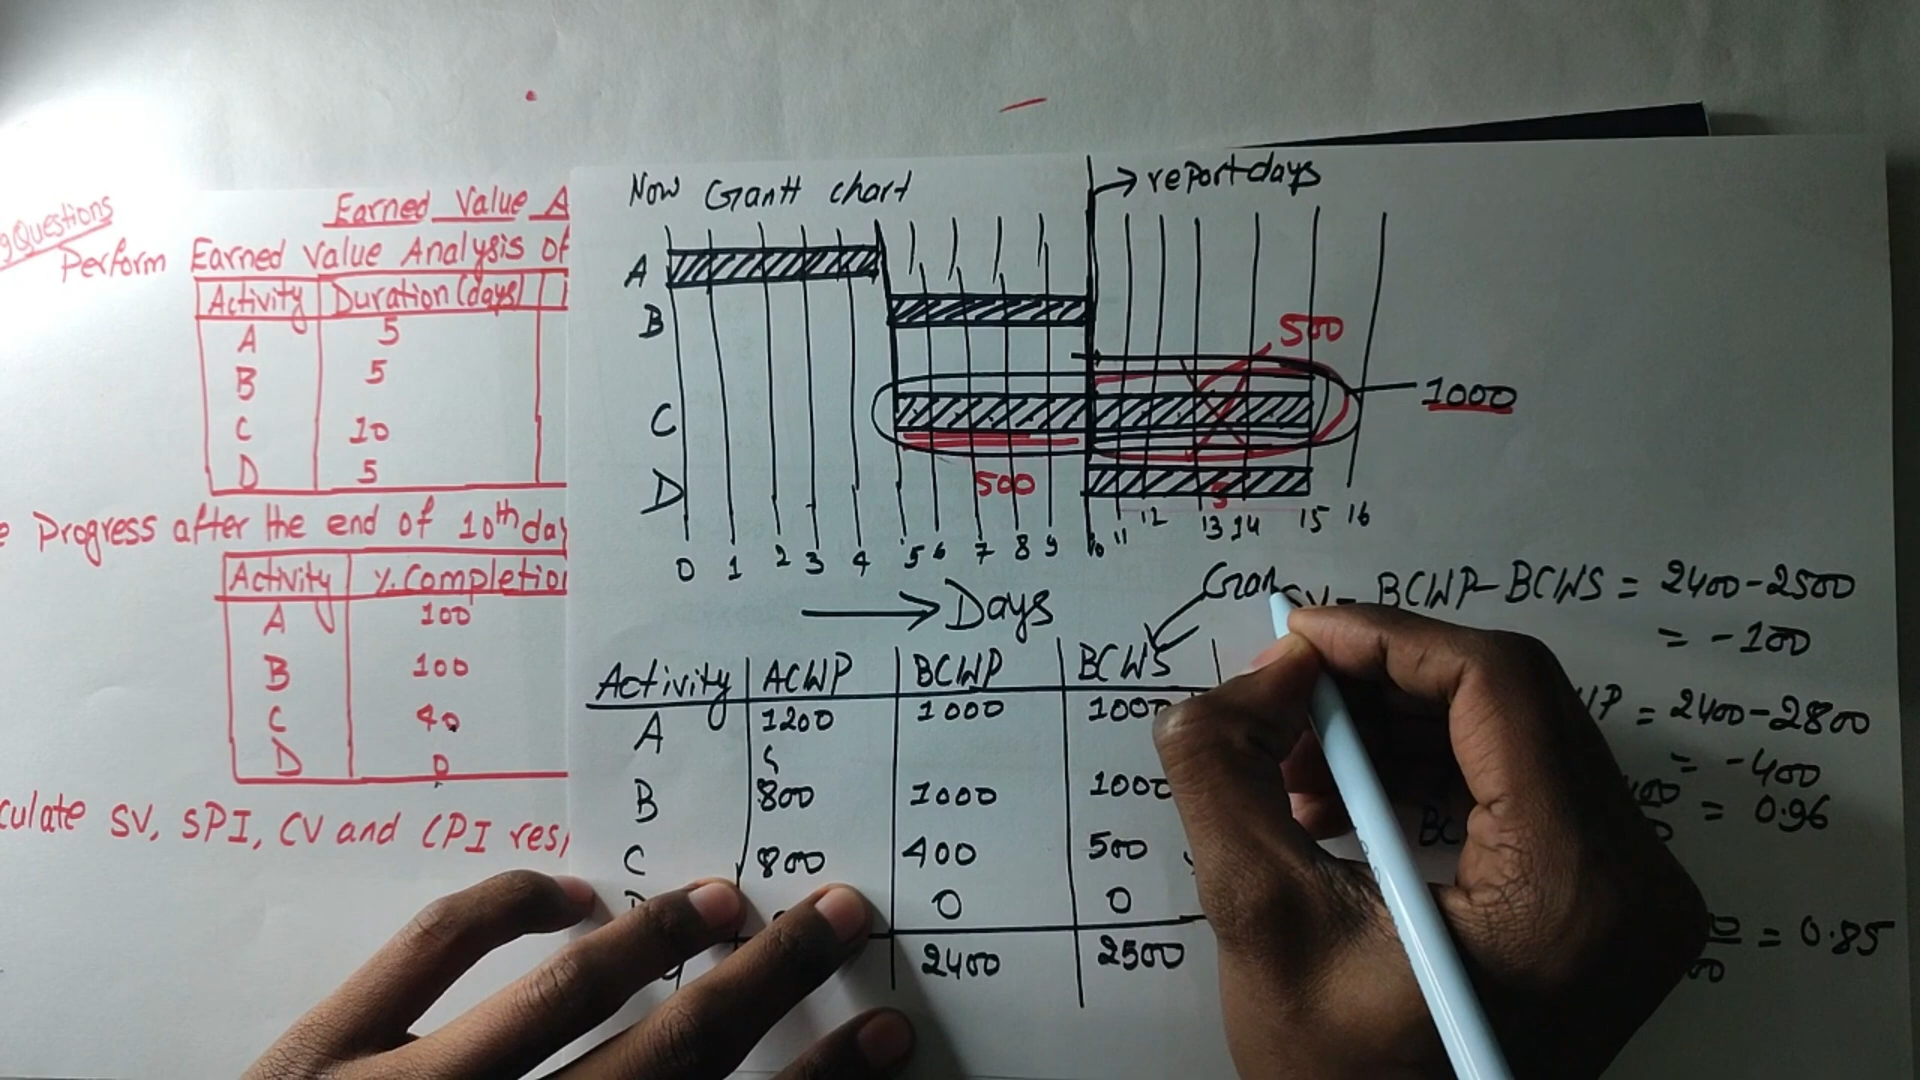 Earned Value A
gQuestions
Perform Earned Value Analysis of
Activity Duration (days)
A 5
B 5
C 10
D 5
e Progress after the end of 10th day
Activity %. Completion
A 100
B 100
C 40
D 0
culate SV, SPI, CV and CPI res,
Now Gantt chart
→ report days
A
B
500
C
1000
500
D
5
0 1 2 3 4 5 6 7 8 9 10 11 12 13 14 15 16
→ Days
Gran
Activity ACWP BCWP BCWS
A 1200 1000 1000
B 800 1000 1000
C 800 400 500
D 0 0
2400 2500
SV = BCWP-BCWS = 2400-2500
= -100
WP = 2400-2800
= -400
= 0.96
= 0.85